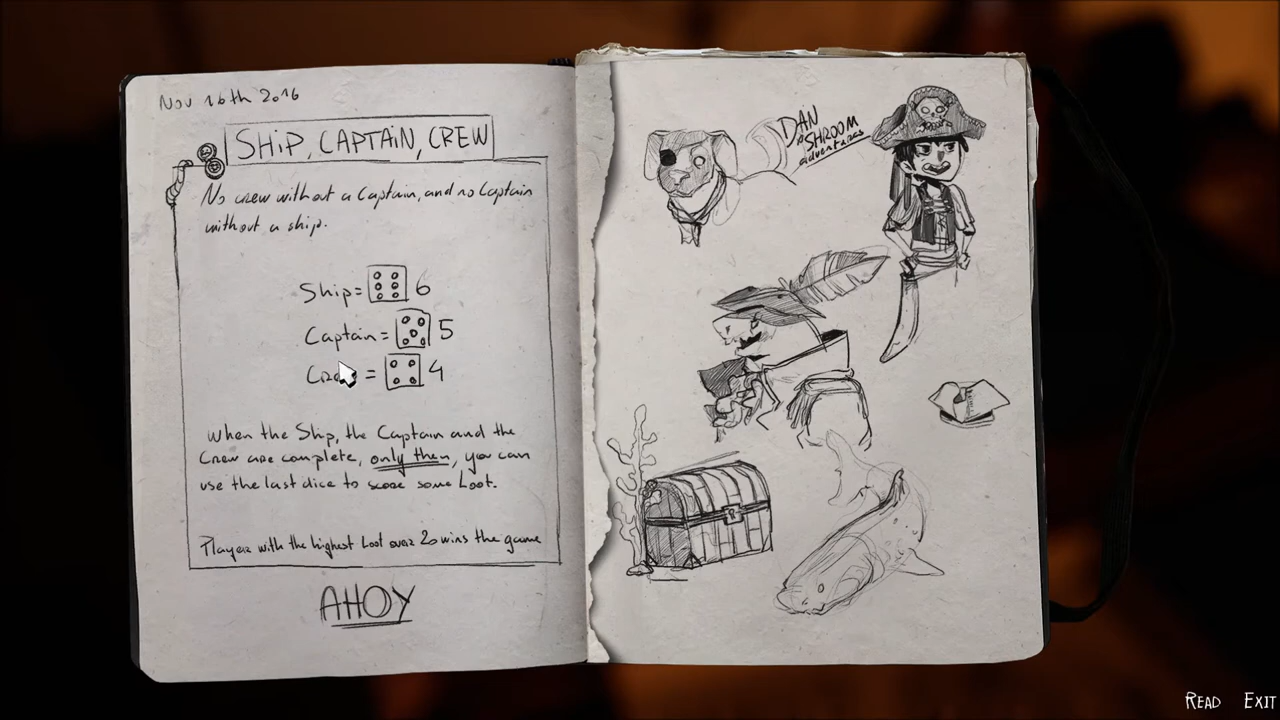 Nov 16th 2016
SHIP, CAPTAIN, CREW
No crew without a Captain, and no Captain
without a ship.
Ship = 6
Captain = 5
= 4
When the Ship, the Captain and the
Crew are complete, only then, you can
use the last dice to score some Loot.
Player with the highest Loot over 20 wins the game
AHOY
DAN
SHROOM
adventures
READ EXIT